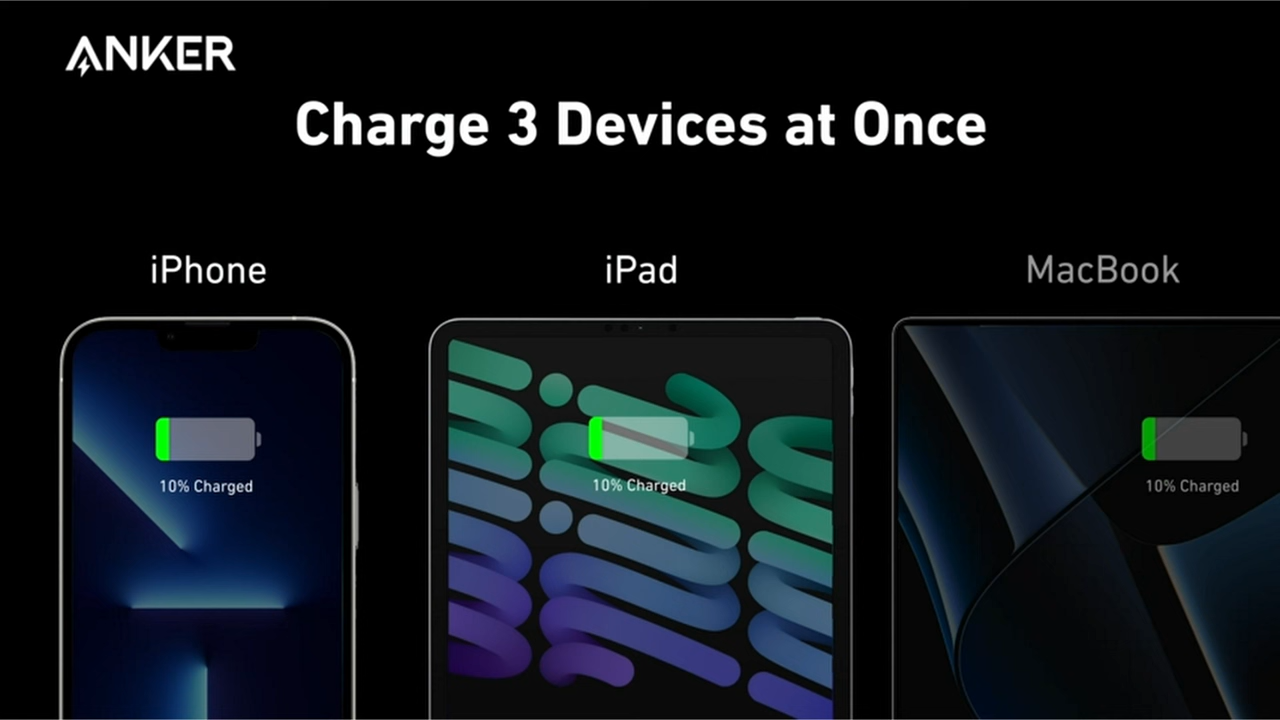 ANKER
Charge 3 Devices at Once
iPhone
iPad
MacBook
10% Charged
10% Charged
10% Charged